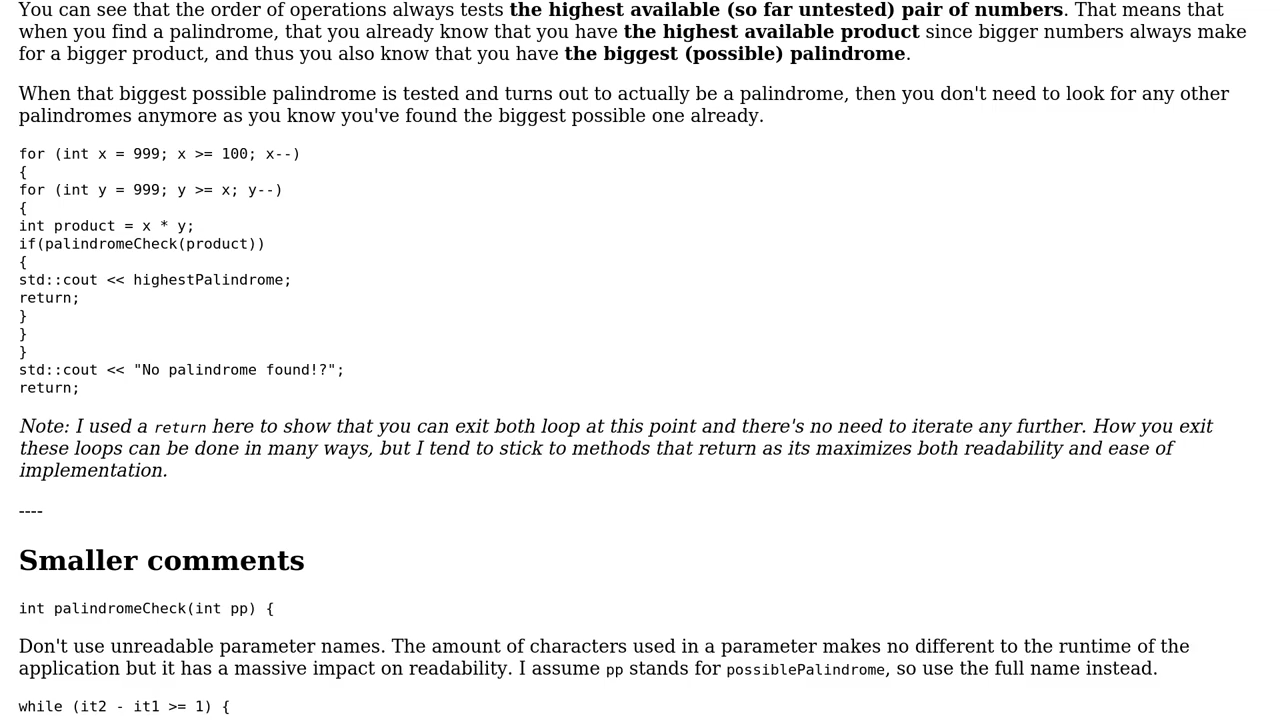 You can see that the order of operations always tests the highest available (so far untested) pair of numbers. That means that
when you find a palindrome, that you already know that you have the highest available product since bigger numbers always make
for a bigger product, and thus you also know that you have the biggest (possible) palindrome.
When that biggest possible palindrome is tested and turns out to actually be a palindrome, then you don't need to look for any other
palindromes anymore as you know you've found the biggest possible one already.
for (int x = 999; x >= 100; x--)
{
for (int y = 999; y >= x; y--)
{
int product = x * y;
if(palindromeCheck(product))
{
std::cout << highestPalindrome;
return;
}
}
}
std::cout << "No palindrome found!?";
return;
Note: I used a return here to show that you can exit both loop at this point and there's no need to iterate any further. How you exit
these loops can be done in many ways, but I tend to stick to methods that return as its maximizes both readability and ease of
implementation.
----
Smaller comments
int palindromeCheck(int pp) {
Don't use unreadable parameter names. The amount of characters used in a parameter makes no different to the runtime of the
application but it has a massive impact on readability. I assume pp stands for possiblePalindrome, so use the full name instead.
while (it2 - it1 >= 1) {